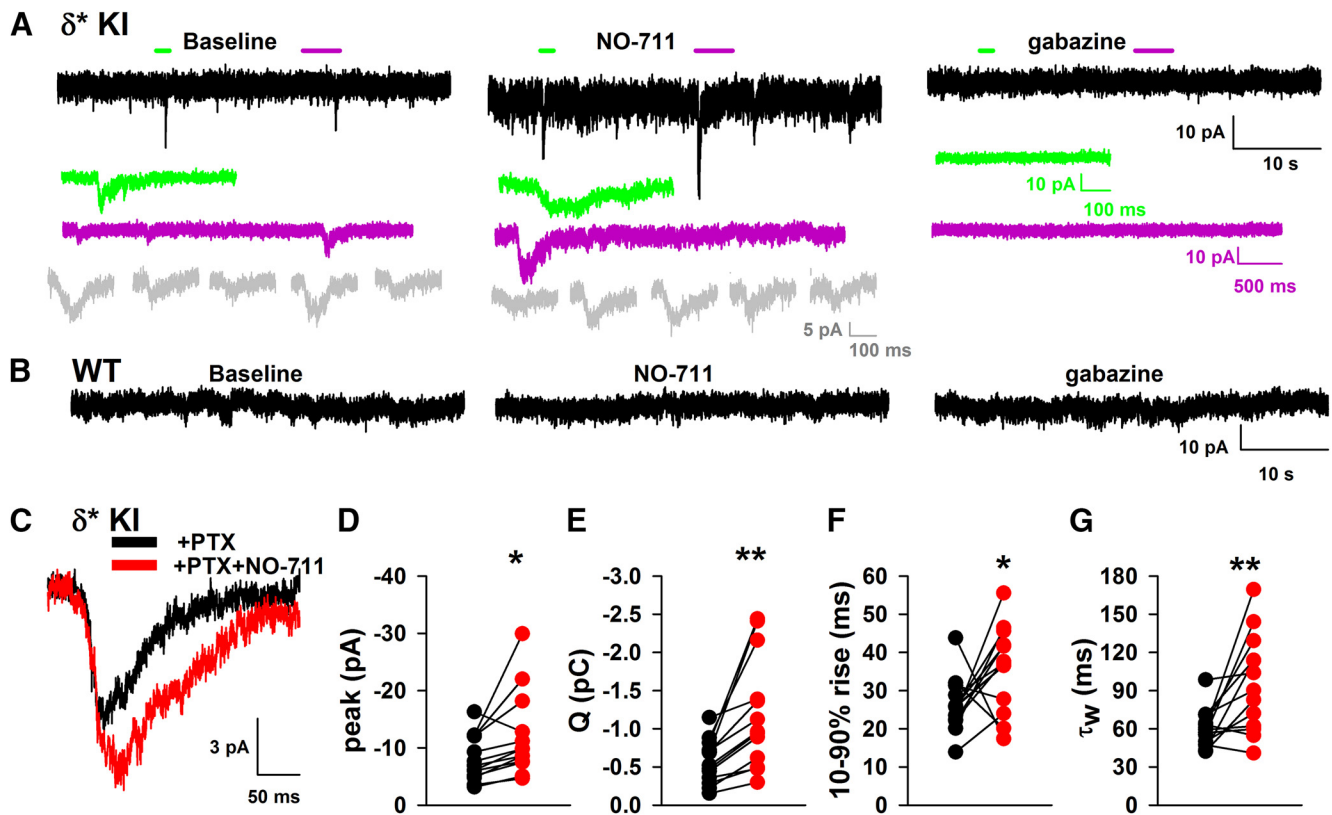 A δ* KI
Baseline NO-711 gabazine
10 pA
10 s
10 pA
100 ms
10 pA
500 ms
5 pA
100 ms
B WT
Baseline NO-711 gabazine
10 pA
10 s
C δ* KI D E F G
+PTX
+PTX+NO-711
3 pA
50 ms
*
peak (pA)
-40
-30
-20
-10
0
**
Q (pC)
-3.0
-2.5
-2.0
-1.5
-1.0
-0.5
0.0
*
10-90% rise (ms)
60
50
40
30
20
10
0
**
τw (ms)
180
150
120
90
60
30
0